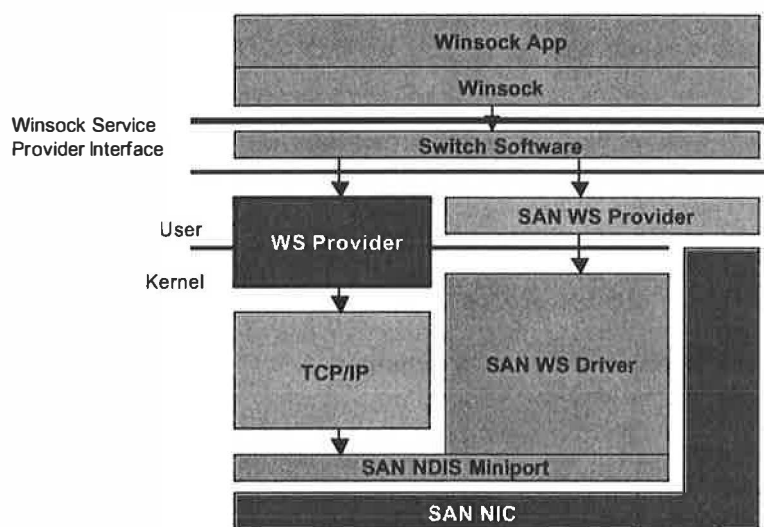 Winsock App
Winsock
Winsock Service
Provider Interface
Switch Software
SAN WS Provider
User
WS Provider
Kernel
TCP/IP
SAN WS Driver
SAN NDIS Miniport
SAN NIC